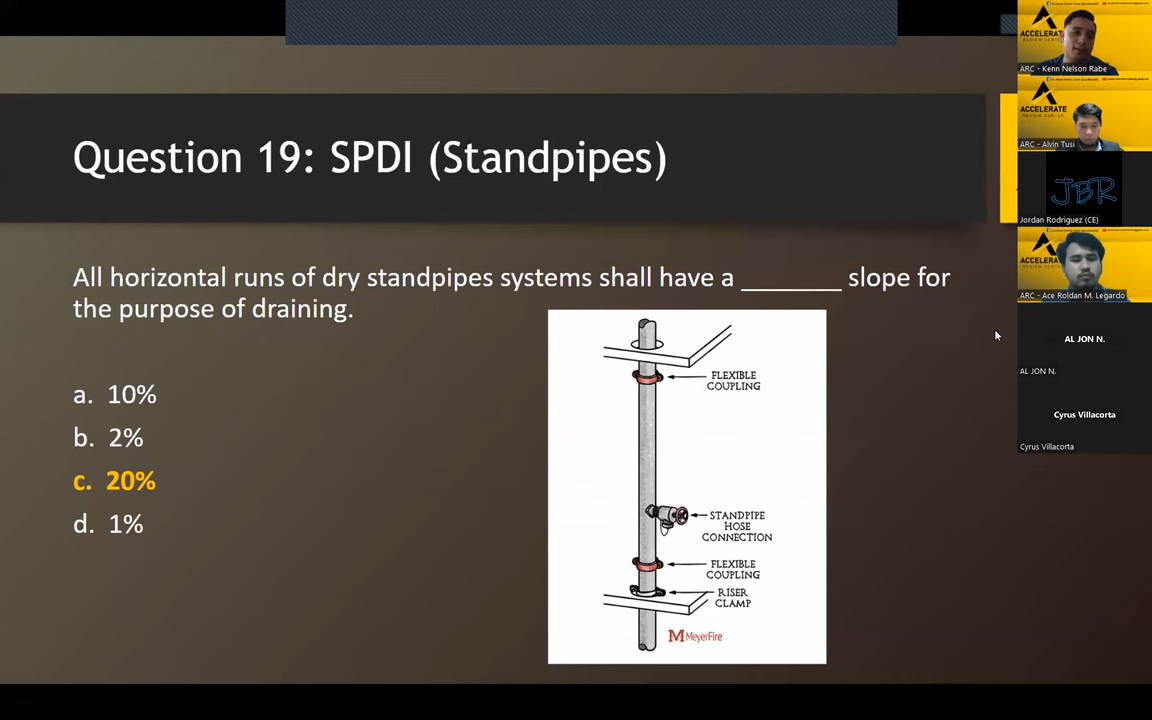 Question 19: SPDI (Standpipes)
All horizontal runs of dry standpipes systems shall have a ________ slope for
the purpose of draining.
a. 10%
b. 2%
c. 20%
d. 1%
FLEXIBLE
COUPLING
STANDPIPE
HOSE
CONNECTION
FLEXIBLE
COUPLING
RISER
CLAMP
M MeyerFire
ACCELERATE
ARC - Kenn Nelson Rabe
ACCELERATE
ARC - Alvin Tusi
JBR
Jordan Rodriguez (CE)
ARC - Ace Roldan M. Legardo
AL JON N.
AL JON N.
Cyrus Villacorta
Cyrus Villacorta